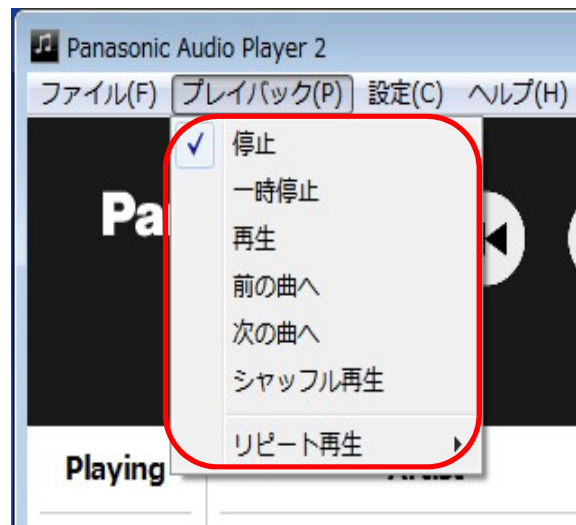 Panasonic Audio Player 2
ファイル(F) プレイバック(P) 設定(C) ヘルプ(H)
停止
一時停止
再生
前の曲へ
次の曲へ
シャッフル再生
リピート再生
Playing